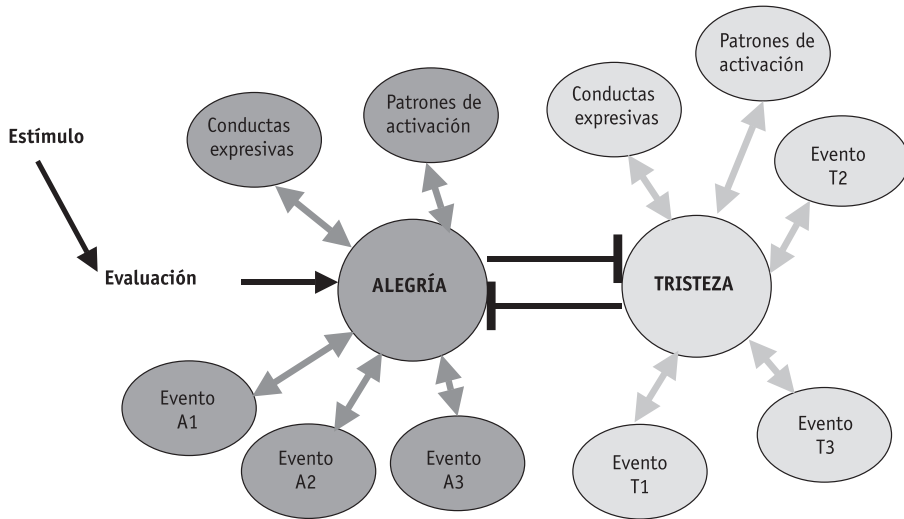 Estímulo
Evaluación
Conductas
expresivas
Patrones de
activación
ALEGRÍA
Evento
A1
Evento
A2
Evento
A3
Conductas
expresivas
Patrones de
activación
Evento
T2
TRISTEZA
Evento
T1
Evento
T3